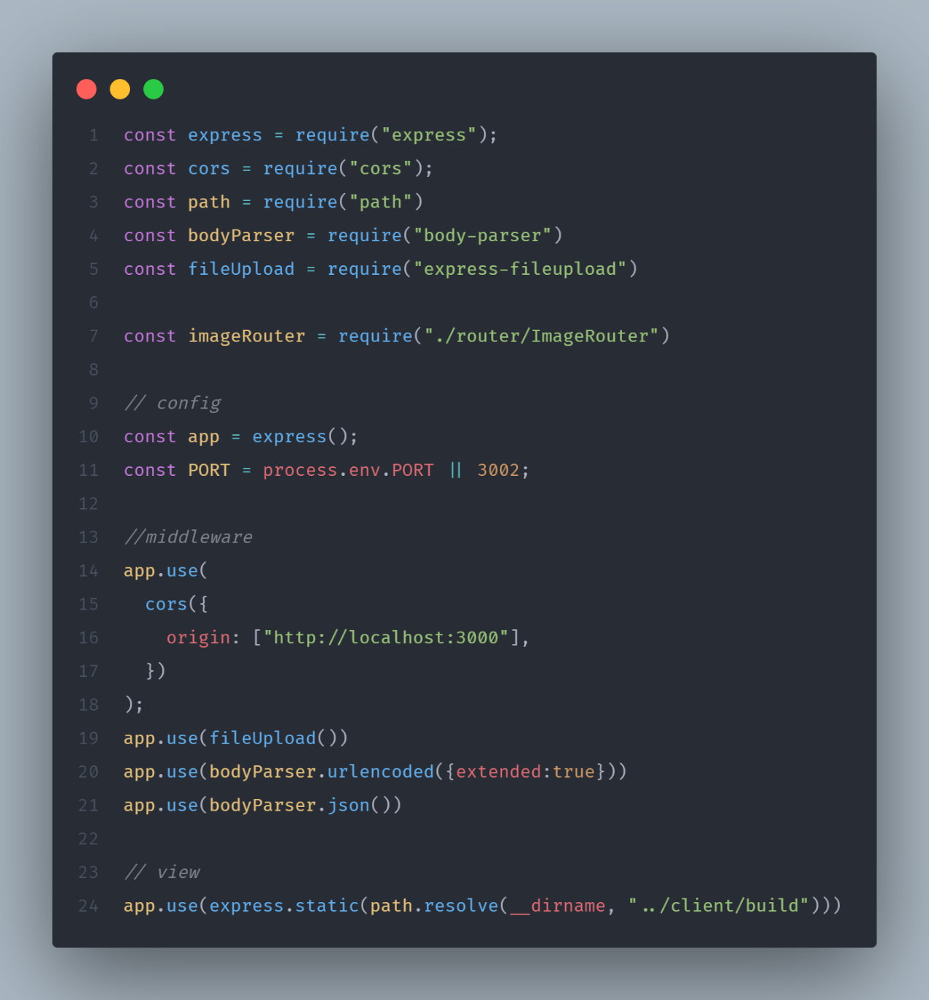 1 const express = require("express");
2 const cors = require("cors");
3 const path = require("path")
4 const bodyParser = require("body-parser")
5 const fileUpload = require("express-fileupload")
6
7 const imageRouter = require("./router/ImageRouter")
8
9 // config
10 const app = express();
11 const PORT = process.env.PORT || 3002;
12
13 //middleware
14 app.use(
15   cors({
16     origin: ["http://localhost:3000"],
17   })
18 );
19 app.use(fileUpload())
20 app.use(bodyParser.urlencoded({extended:true}))
21 app.use(bodyParser.json())
22
23 // view
24 app.use(express.static(path.resolve(__dirname, "../client/build")))